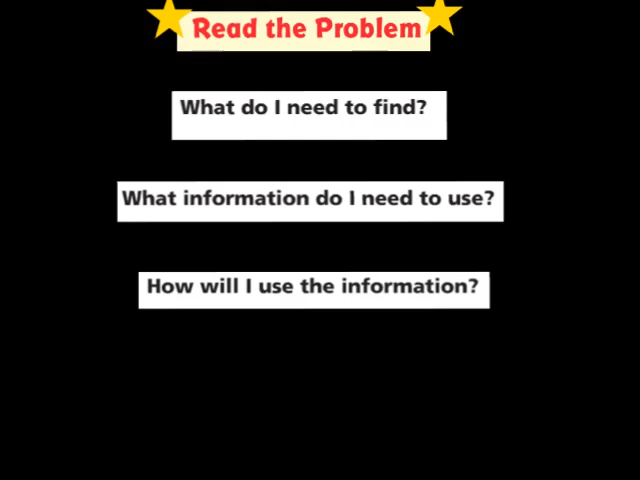 Read the Problem
What do I need to find?
What information do I need to use?
How will I use the information?